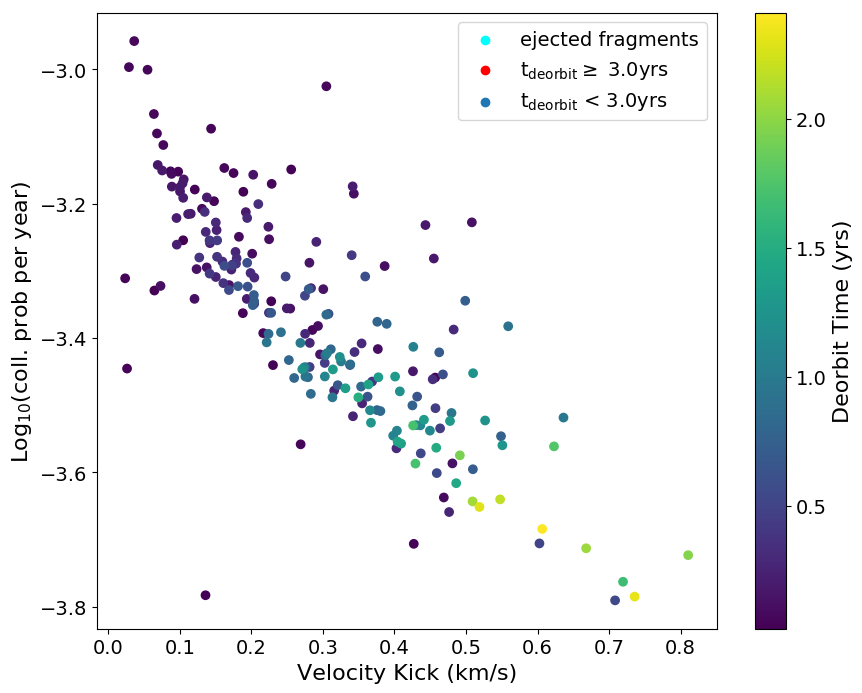 ejected fragments
t_deorbit ≥ 3.0yrs
t_deorbit < 3.0yrs
−3.0
−3.2
−3.4
−3.6
−3.8
Log₁₀(coll. prob per year)
0.0 0.1 0.2 0.3 0.4 0.5 0.6 0.7 0.8
Velocity Kick (km/s)
2.0
1.5
1.0
0.5
Deorbit Time (yrs)